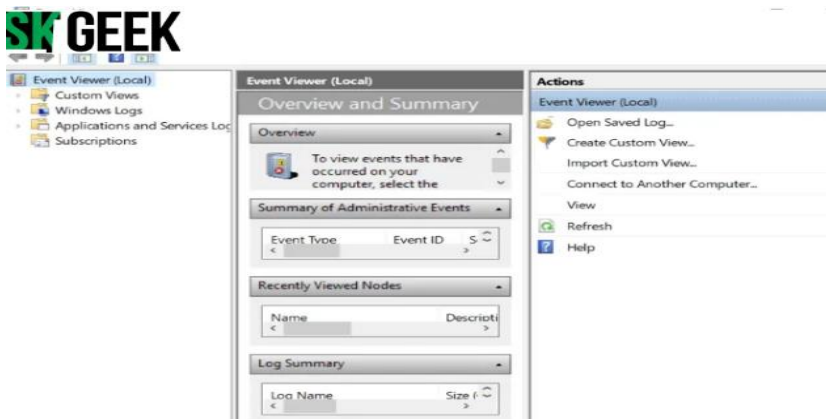 SK GEEK
Event Viewer (Local)
Custom Views
Windows Logs
Applications and Services Log
Subscriptions
Event Viewer (Local)
Overview and Summary
Overview
To view events that have
occurred on your
computer, select the
Summary of Administrative Events
Event Type Event ID S
Recently Viewed Nodes
Name Descripti
Log Summary
Log Name Size (
Actions
Event Viewer (Local)
Open Saved Log...
Create Custom View...
Import Custom View...
Connect to Another Computer...
View
Refresh
Help